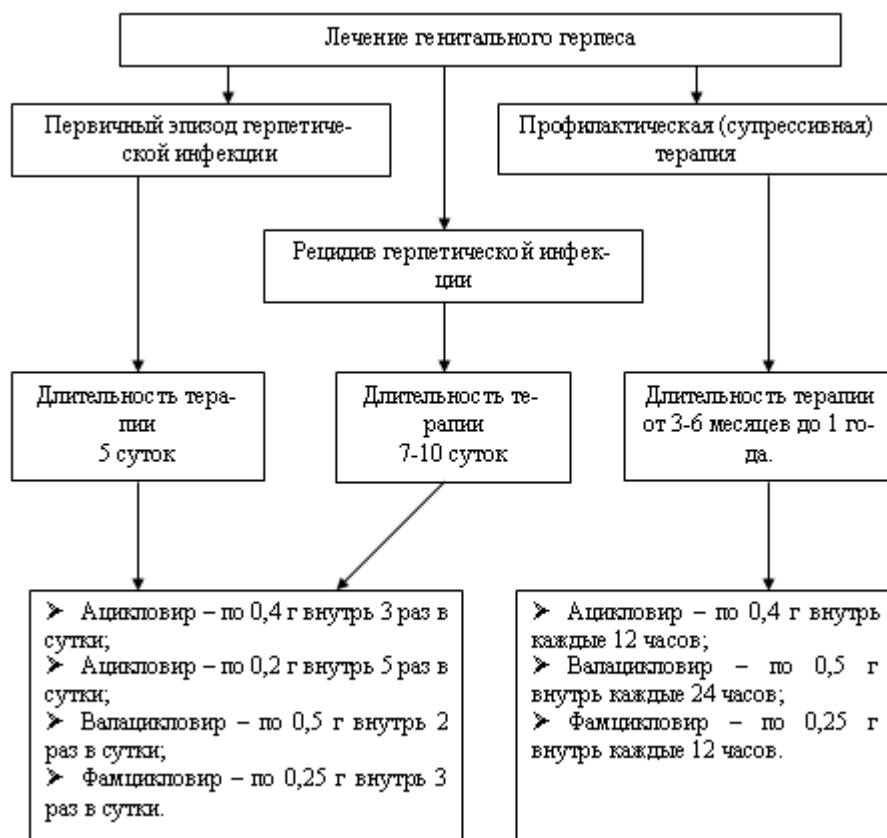 Лечение генитального герпеса
Первичный эпизод герпетиче-
ской инфекции
Профилактическая (супрессивная)
терапия
Рецидив герпетической инфек-
ции
Длительность тера-
пии
5 суток
Длительность те-
рапии
7-10 суток
Длительность терапии
от 3-6 месяцев до 1 го-
да.
➢ Ацикловир – по 0,4 г внутрь 3 раз в
сутки;
➢ Ацикловир – по 0,2 г внутрь 5 раз в
сутки;
➢ Валацикловир – по 0,5 г внутрь 2
раз в сутки;
➢ Фамцикловир – по 0,25 г внутрь 3
раз в сутки.
➢ Ацикловир – по 0,4 г внутрь
каждые 12 часов;
➢ Валацикловир – по 0,5 г
внутрь каждые 24 часов;
➢ Фамцикловир – по 0,25 г
внутрь каждые 12 часов.